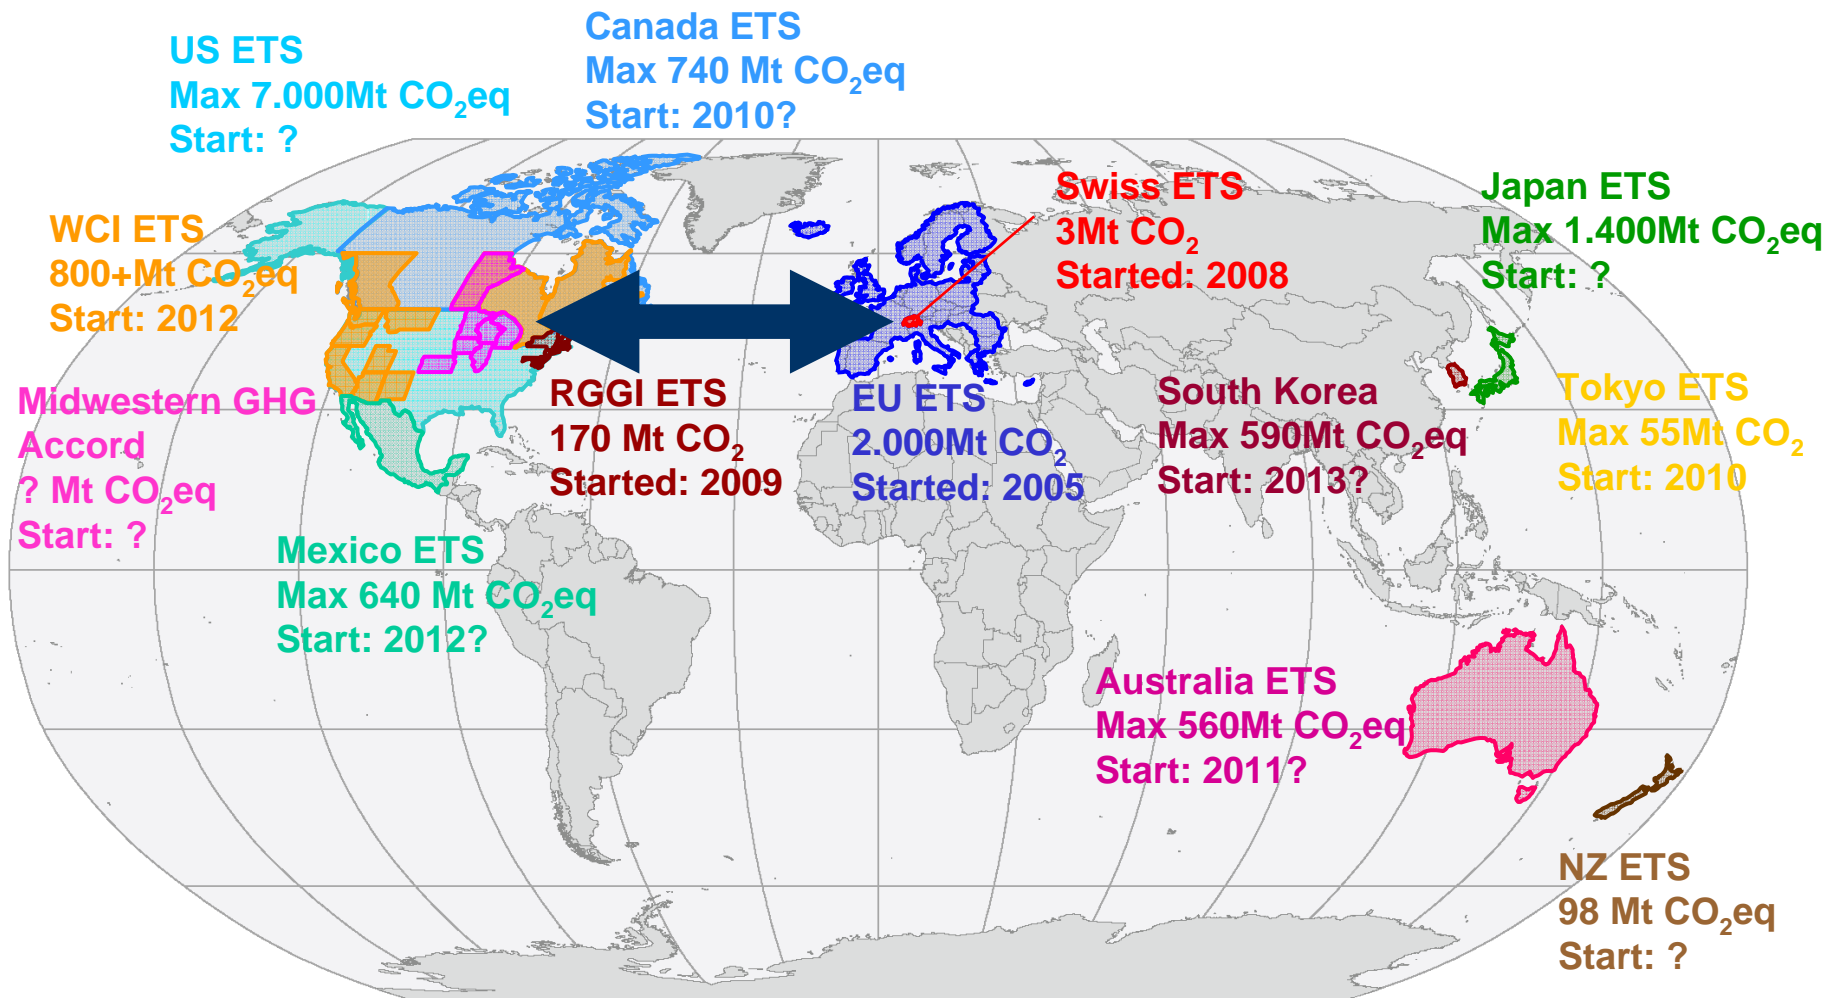 US ETS
Max 7.000Mt CO₂eq
Start: ?
Canada ETS
Max 740 Mt CO₂eq
Start: 2010?
WCI ETS
800+Mt CO₂eq
Start: 2012
Swiss ETS
3Mt CO₂
Started: 2008
Japan ETS
Max 1.400Mt CO₂eq
Start: ?
Midwestern GHG
Accord
? Mt CO₂eq
Start: ?
RGGI ETS
170 Mt CO₂
Started: 2009
EU ETS
2.000Mt CO₂
Started: 2005
South Korea
Max 590Mt CO₂eq
Start: 2013?
Tokyo ETS
Max 55Mt CO₂
Start: 2010
Mexico ETS
Max 640 Mt CO₂eq
Start: 2012?
Australia ETS
Max 560Mt CO₂eq
Start: 2011?
NZ ETS
98 Mt CO₂eq
Start: ?